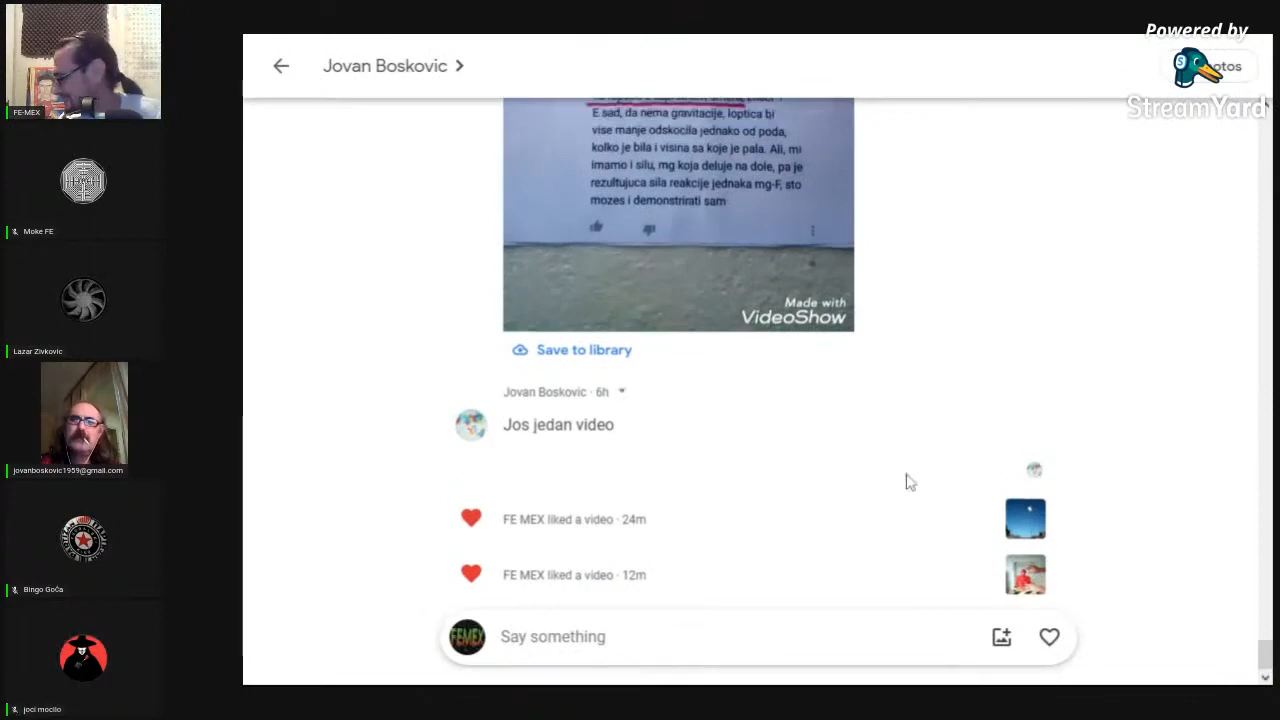 Powered by
StreamYard
FE-MEX
Moke FE
Lazar Zivkovic
jovanboskovic1959@gmail.com
Bingo Goča
joci mocilo
Jovan Boskovic
E sad, da nema gravitacije, loptica bi
vise manje odskocila jednako od poda,
kolko je bila i visina sa koje je pala. Ali, mi
imamo i silu, mg koja deluje na dole, pa je
rezultujuca sila reakcije jednaka mg-F, sto
mozes i demonstrirati sam
Made with
VideoShow
Save to library
Jovan Boskovic · 6h
Jos jedan video
FE MEX liked a video · 24m
FE MEX liked a video · 12m
FEMEX
Say something